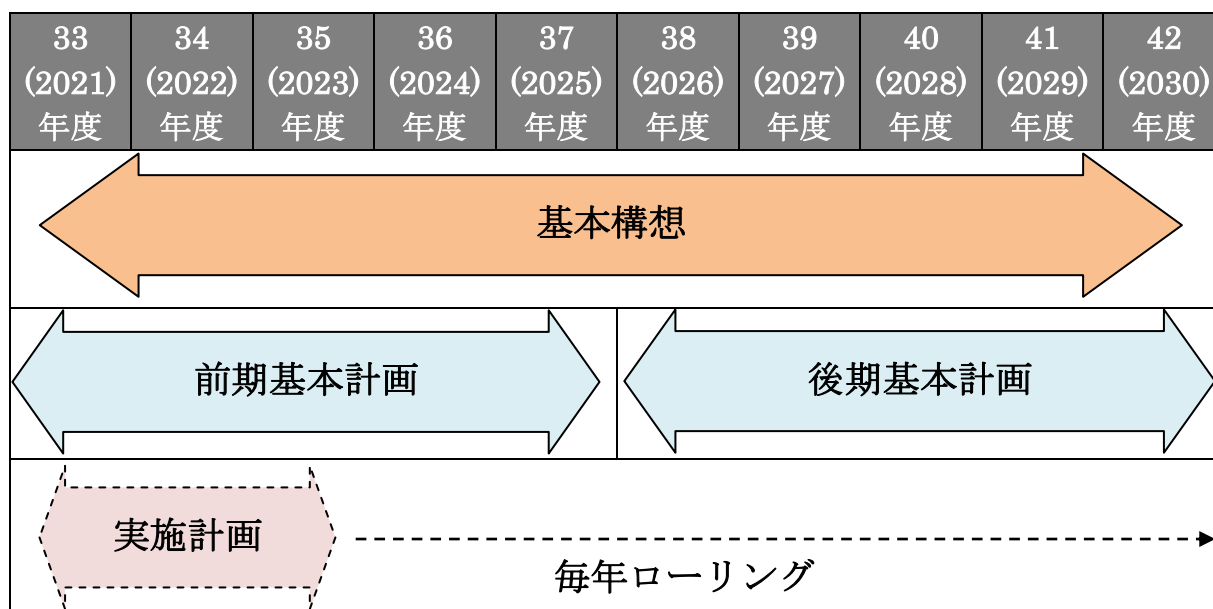 33 34 35 36 37 38 39 40 41 42
(2021) (2022) (2023) (2024) (2025) (2026) (2027) (2028) (2029) (2030)
年度 年度 年度 年度 年度 年度 年度 年度 年度 年度
基本構想
前期基本計画 後期基本計画
実施計画
毎年ローリング